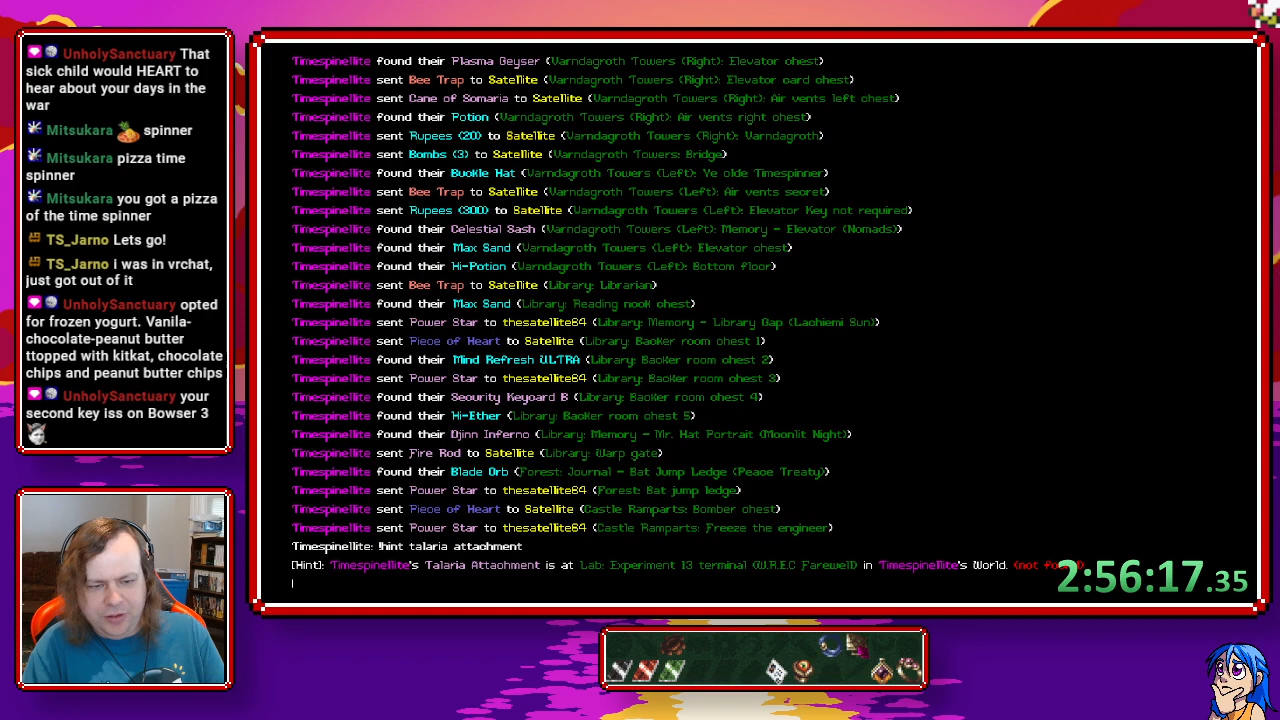 UnholySanctuary That
sick child would HEART to
hear about your days in the
war
Mitsukara spinner
Mitsukara pizza time
spinner
Mitsukara you got a pizza
of the time spinner
TS_Jarno Lets go!
TS_Jarno i was in vrchat,
just got out of it
UnholySanctuary opted
for frozen yogurt. Vanila-
chocolate-peanut butter
ttopped with kitkat, chocolate
chips and peanut butter chips
UnholySanctuary your
second key iss on Bowser 3
Timespinellite found their Plasma Geyser (Varndagroth Towers (Right): Elevator chest)
Timespinellite sent Bee Trap to Satellite (Varndagroth Towers (Right): Elevator card chest)
Timespinellite sent Cane of Somaria to Satellite (Varndagroth Towers (Right): Air vents left chest)
Timespinellite found their Potion (Varndagroth Towers (Right): Air vents right chest)
Timespinellite sent Rupees (20) to Satellite (Varndagroth Towers (Right): Varndagroth)
Timespinellite sent Bombs (3) to Satellite (Varndagroth Towers: Bridge)
Timespinellite found their Buckle Hat (Varndagroth Towers (Left): Ye olde Timespinner)
Timespinellite sent Bee Trap to Satellite (Varndagroth Towers (Left): Air vents secret)
Timespinellite sent Rupees (300) to Satellite (Varndagroth Towers (Left): Elevator Key not required)
Timespinellite found their Celestial Sash (Varndagroth Towers (Left): Memory - Elevator (Nomads))
Timespinellite found their Max Sand (Varndagroth Towers (Left): Elevator chest)
Timespinellite found their Hi-Potion (Varndagroth Towers (Left): Bottom floor)
Timespinellite sent Bee Trap to Satellite (Library: Librarian)
Timespinellite found their Max Sand (Library: Reading nook chest)
Timespinellite sent Power Star to thesatellite64 (Library: Memory - Library Gap (Lachiemi Sun))
Timespinellite sent Piece of Heart to Satellite (Library: Backer room chest 1)
Timespinellite found their Mind Refresh ULTRA (Library: Backer room chest 2)
Timespinellite sent Power Star to thesatellite64 (Library: Backer room chest 3)
Timespinellite found their Security Keycard B (Library: Backer room chest 4)
Timespinellite found their Hi-Ether (Library: Backer room chest 5)
Timespinellite found their Djinn Inferno (Library: Memory - Mr. Hat Portrait (Moonlit Night))
Timespinellite sent Fire Rod to Satellite (Library: Warp gate)
Timespinellite found their Blade Orb (Forest: Journal - Bat Jump Ledge (Peace Treaty))
Timespinellite sent Power Star to thesatellite64 (Forest: Bat jump ledge)
Timespinellite sent Piece of Heart to Satellite (Castle Ramparts: Bomber chest)
Timespinellite sent Power Star to thesatellite64 (Castle Ramparts: Freeze the engineer)
Timespinellite: !hint talaria attachment
[Hint]: Timespinellite's Talaria Attachment is at Lab: Experiment 13 terminal (W.R.E.C Farewell) in Timespinellite's World. (not
2:56:17.35